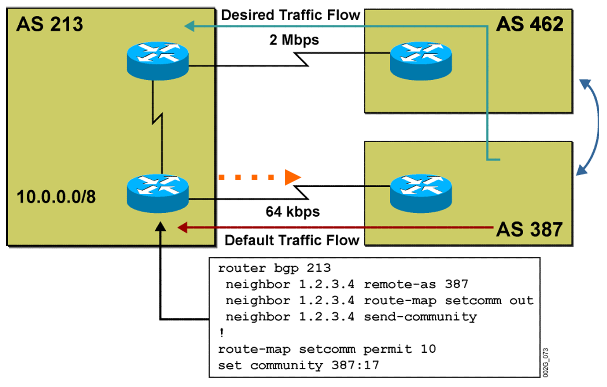 Desired Traffic Flow
AS 213
AS 462
2 Mbps
10.0.0.0/8
64 kbps
AS 387
Default Traffic Flow
router bgp 213
 neighbor 1.2.3.4 remote-as 387
 neighbor 1.2.3.4 route-map setcomm out
 neighbor 1.2.3.4 send-community
!
route-map setcomm permit 10
set community 387:17
002G_073